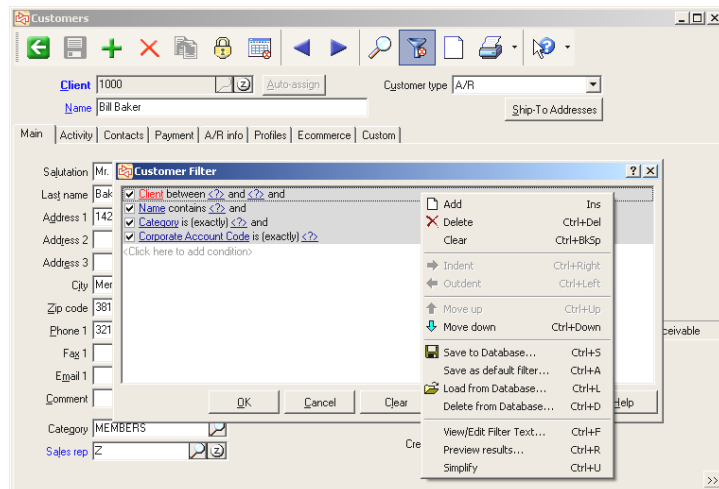 Customers
Client 1000 Auto-assign Customer type A/R
Name Bill Baker Ship-To Addresses
Main Activity Contacts Payment A/R info Profiles Ecommerce Custom
Salutation Mr.
Customer Filter
Last name Bak
Client between <?> and <?> and
Name contains <?> and
Address 1 142
Category is (exactly) <?> and
Corporate Account Code is (exactly) <?>
Address 2
<Click here to add condition>
Address 3
City Mer
Zip code 381
Phone 1 321
Fax 1
Email 1
Comment
OK Cancel Clear Help
Category MEMBERS
Sales rep Z
Cre
ceivable
Add Ins
Delete Ctrl+Del
Clear Ctrl+BkSp
Indent Ctrl+Right
Outdent Ctrl+Left
Move up Ctrl+Up
Move down Ctrl+Down
Save to Database... Ctrl+S
Save as default filter... Ctrl+A
Load from Database... Ctrl+L
Delete from Database... Ctrl+D
View/Edit Filter Text... Ctrl+F
Preview results... Ctrl+R
Simplify Ctrl+U
>>